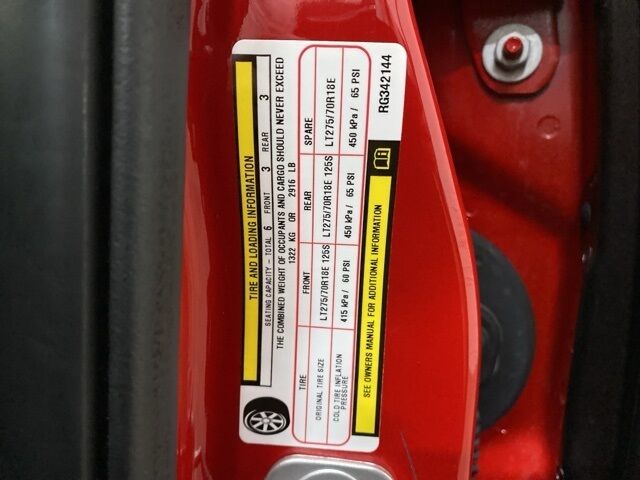 TIRE AND LOADING INFORMATION
SEATING CAPACITY - TOTAL 6 FRONT 3 REAR 3
THE COMBINED WEIGHT OF OCCUPANTS AND CARGO SHOULD NEVER EXCEED
1322 KG OR 2916 LB
TIRE FRONT REAR SPARE
ORIGINAL TIRE SIZE LT275/70R18E 125S LT275/70R18E 125S LT275/70R18E
COLD TIRE INFLATION PRESSURE 415 kPa / 60 PSI 450 kPa / 65 PSI 450 kPa / 65 PSI
SEE OWNERS MANUAL FOR ADDITIONAL INFORMATION
RG342144